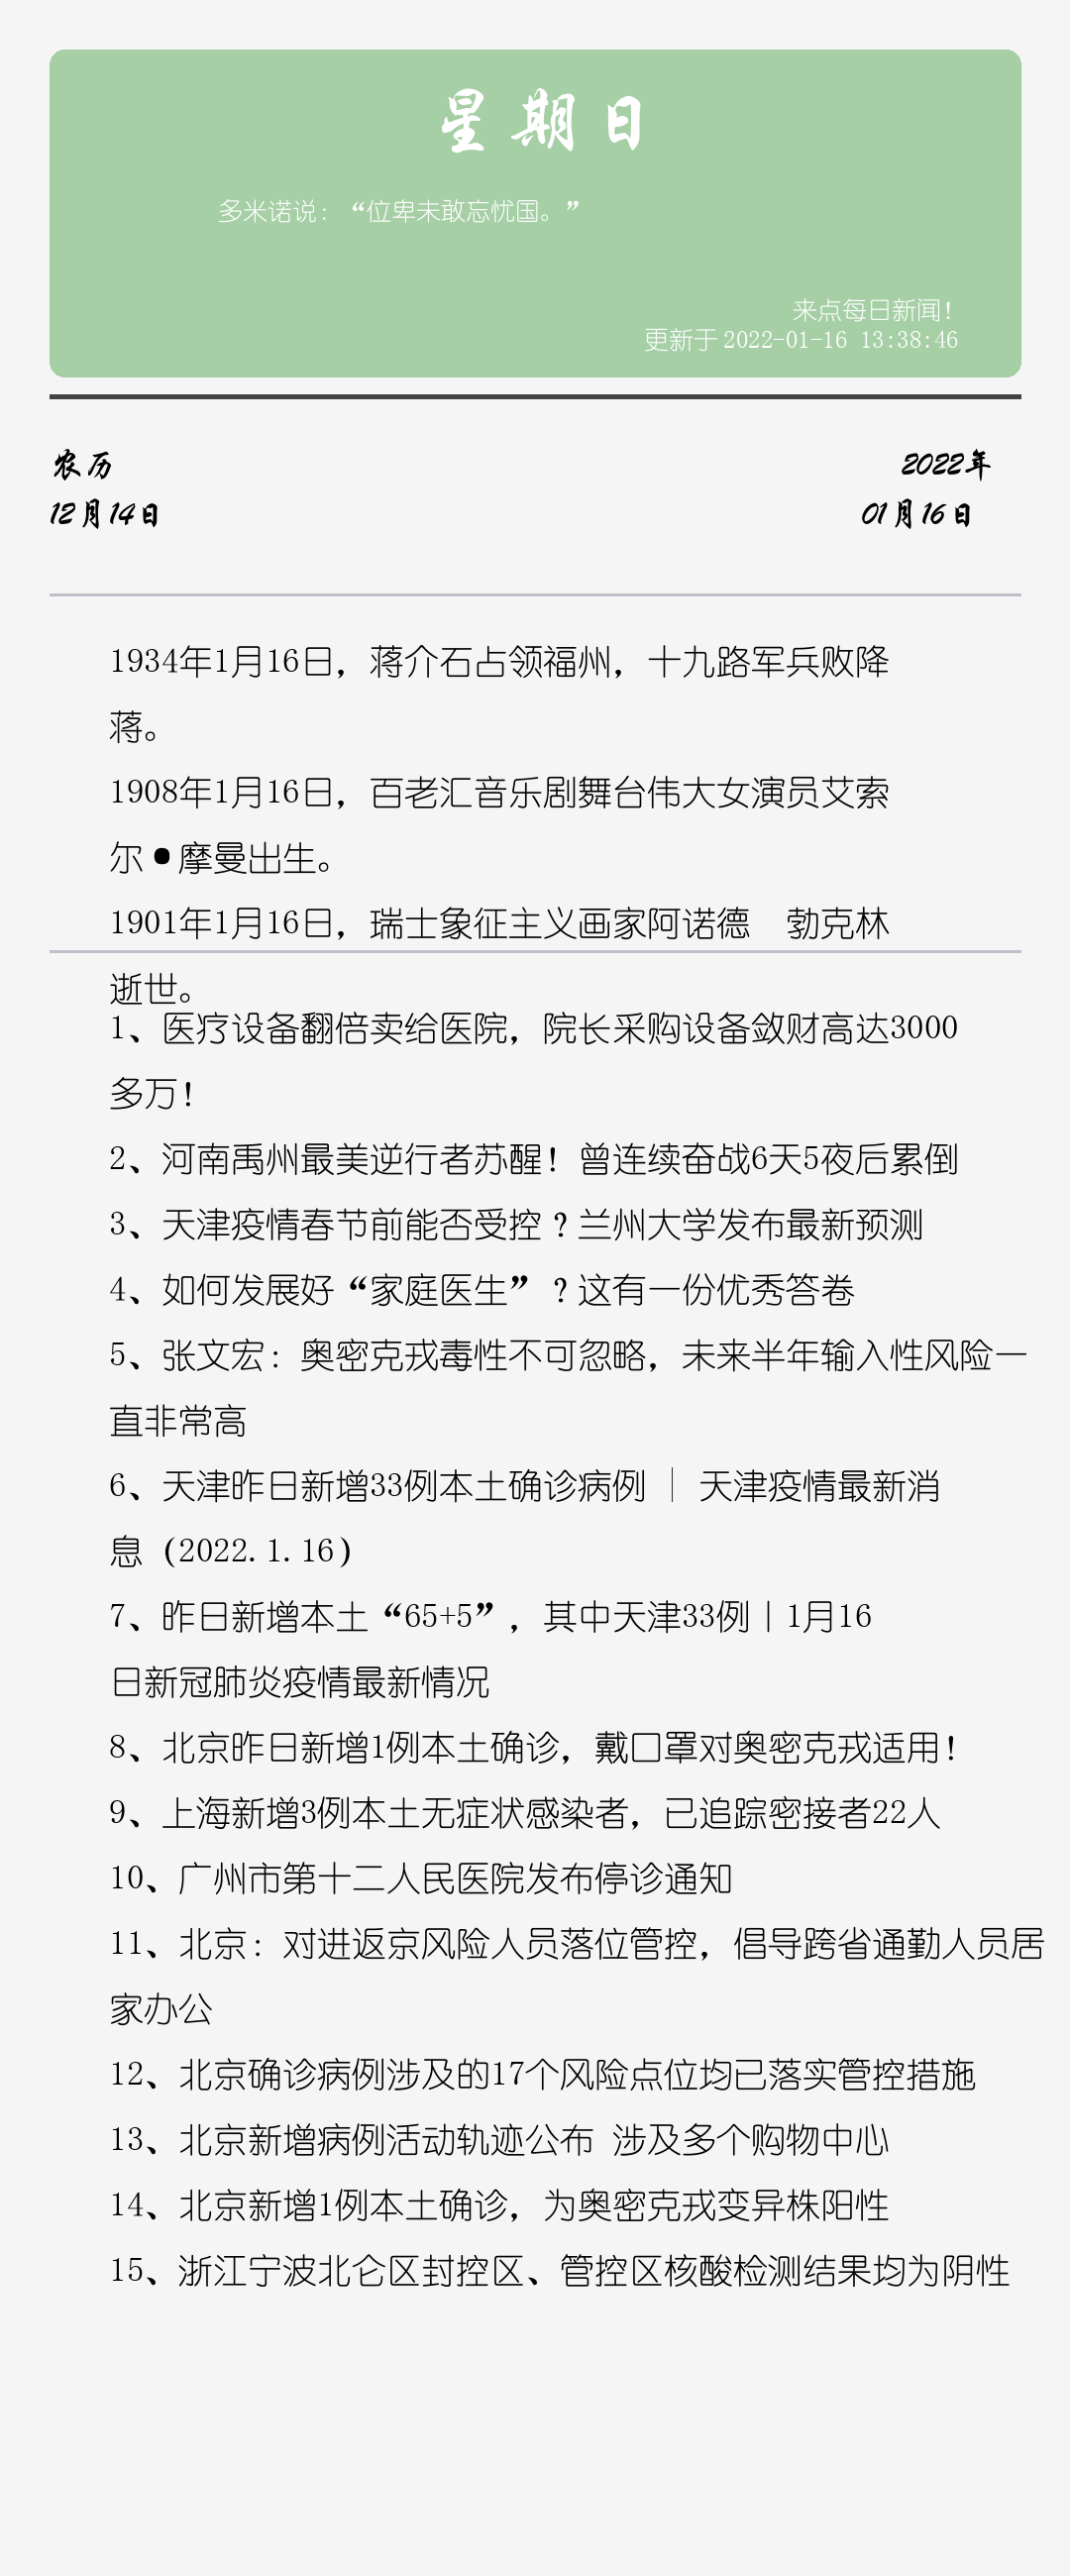 星期日
多米诺说：“位卑未敢忘忧国。”
来点每日新闻！
更新于2022-01-16 13:38:46
农历
2022年
12月14日
01月16日
1934年1月16日，蒋介石占领福州，十九路军兵败降
蒋。
1908年1月16日，百老汇音乐剧舞台伟大女演员艾索
尔•摩曼出生。
1901年1月16日，瑞士象征主义画家阿诺德　勃克林
逝世。
1、医疗设备翻倍卖给医院，院长采购设备敛财高达3000
多万！
2、河南禹州最美逆行者苏醒！曾连续奋战6天5夜后累倒
3、天津疫情春节前能否受控？兰州大学发布最新预测
4、如何发展好“家庭医生”？这有一份优秀答卷
5、张文宏：奥密克戎毒性不可忽略，未来半年输入性风险一
直非常高
6、天津昨日新增33例本土确诊病例 │ 天津疫情最新消
息（2022.1.16）
7、昨日新增本土“65+5”，其中天津33例丨1月16
日新冠肺炎疫情最新情况
8、北京昨日新增1例本土确诊，戴口罩对奥密克戎适用！
9、上海新增3例本土无症状感染者，已追踪密接者22人
10、广州市第十二人民医院发布停诊通知
11、北京：对进返京风险人员落位管控，倡导跨省通勤人员居
家办公
12、北京确诊病例涉及的17个风险点位均已落实管控措施
13、北京新增病例活动轨迹公布 涉及多个购物中心
14、北京新增1例本土确诊，为奥密克戎变异株阳性
15、浙江宁波北仑区封控区、管控区核酸检测结果均为阴性